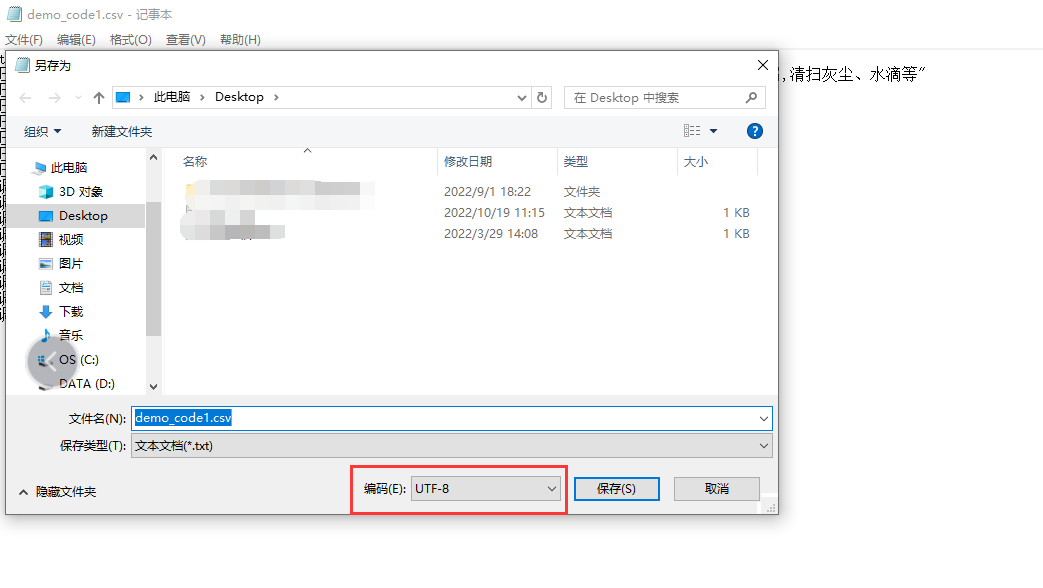 demo_code1.csv - 记事本
文件(F) 编辑(E) 格式(O) 查看(V) 帮助(H)
另存为
,清扫灰尘、水滴等"
此电脑 › Desktop ›
在 Desktop 中搜索
组织 新建文件夹
此电脑
3D 对象
Desktop
视频
图片
文档
下载
音乐
OS (C:)
DATA (D:)
名称 修改日期 类型 大小
2022/9/1 18:22 文件夹
2022/10/19 11:15 文本文档 1 KB
2022/3/29 14:08 文本文档 1 KB
文件名(N): demo_code1.csv
保存类型(T): 文本文档(*.txt)
隐藏文件夹 编码(E): UTF-8 保存(S) 取消